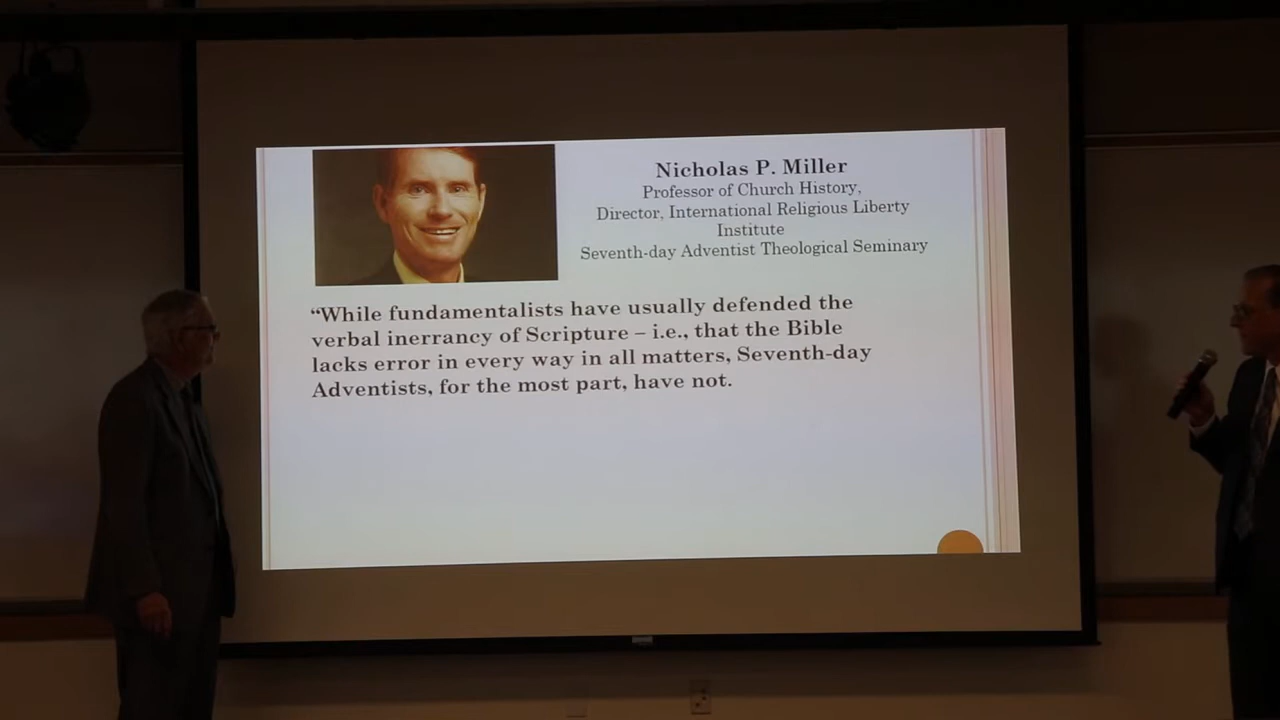 Nicholas P. Miller
Professor of Church History,
Director, International Religious Liberty
Institute
Seventh-day Adventist Theological Seminary
“While fundamentalists have usually defended the
verbal inerrancy of Scripture – i.e., that the Bible
lacks error in every way in all matters, Seventh-day
Adventists, for the most part, have not.